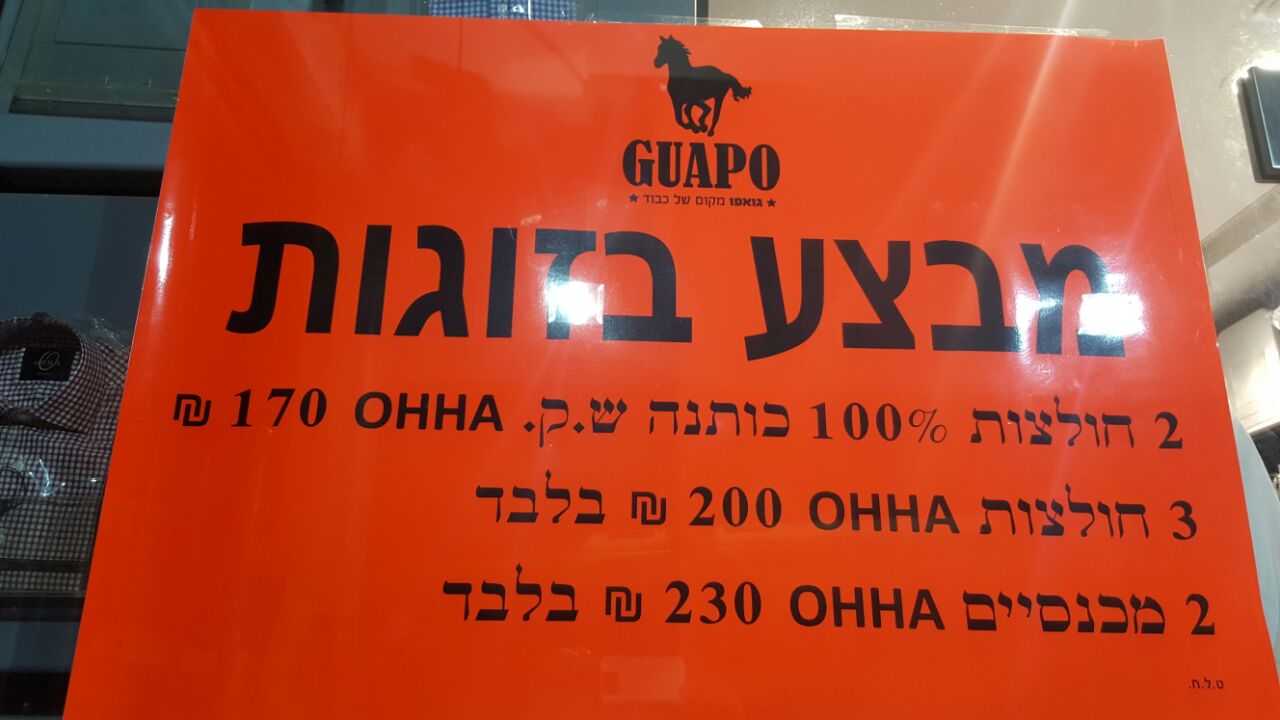 GUAPO
★ גואפו מקום של כבוד ★
מבצע בזוגות
2 חולצות 100% כותנה ש.ק. OHHA 170 ₪
3 חולצות OHHA 200 ₪ בלבד
2 מכנסיים OHHA 230 ₪ בלבד
ט.ל.ח.